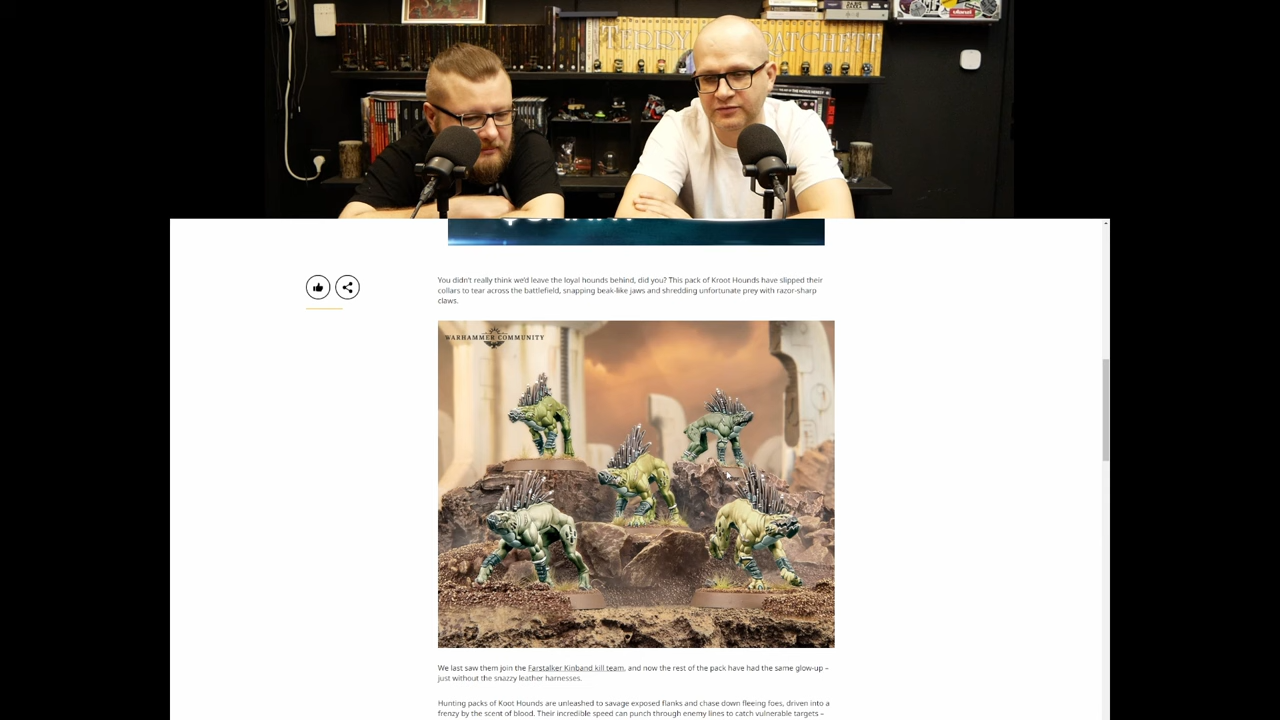 TERRY PRATCHETT
You didn't really think we'd leave the loyal hounds behind, did you? This pack of Kroot Hounds have slipped their
collars to tear across the battlefield, snapping beak-like jaws and shredding unfortunate prey with razor-sharp
claws.
WARHAMMER COMMUNITY
We last saw them join the Farstalker Kinband kill team, and now the rest of the pack have had the same glow-up –
just without the snazzy leather harnesses.
Hunting packs of Koot Hounds are unleashed to savage exposed flanks and chase down fleeing foes, driven into a
frenzy by the scent of blood. Their incredible speed can punch through enemy lines to catch vulnerable targets –